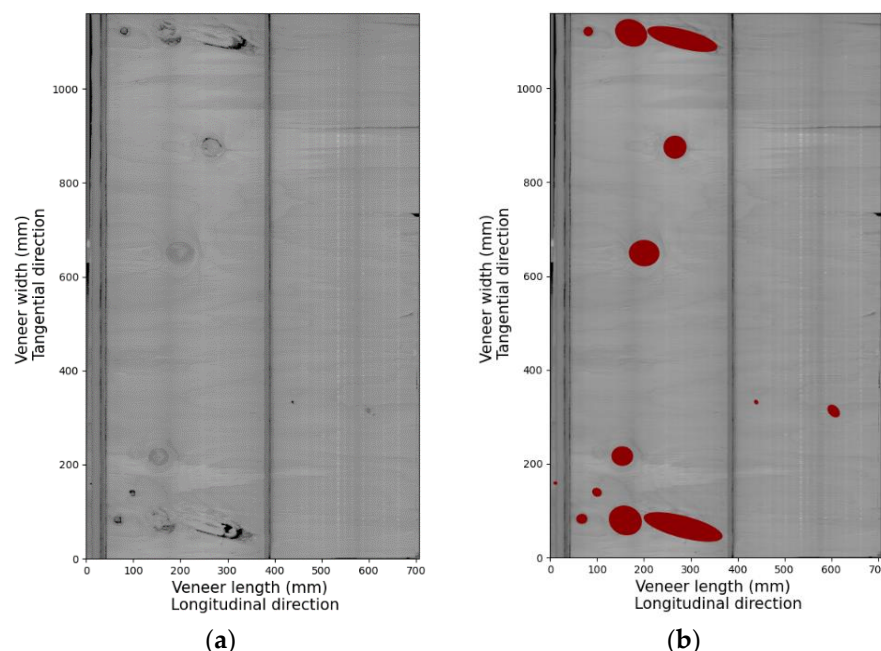 1000
800
600
400
200
0
Veneer width (mm)
Tangential direction
0 100 200 300 400 500 600 700
Veneer length (mm)
Longitudinal direction
(a)
1000
800
600
400
200
0
Veneer width (mm)
Tangential direction
0 100 200 300 400 500 600 700
Veneer length (mm)
Longitudinal direction
(b)